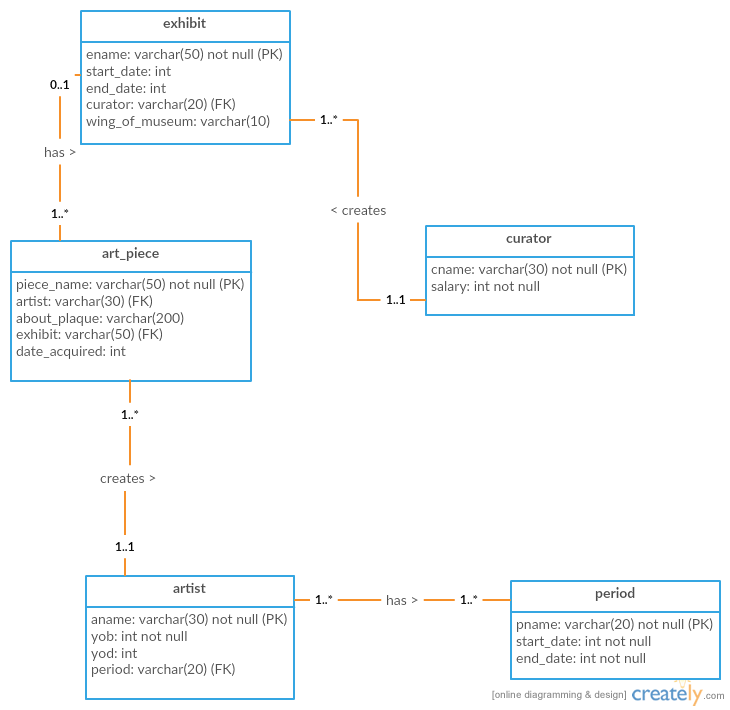 exhibit
ename: varchar(50) not null (PK)
start_date: int
end_date: int
curator: varchar(20) (FK)
wing_of_museum: varchar(10)
0..1
has >
1..*
1..*
< creates
1..1
curator
cname: varchar(30) not null (PK)
salary: int not null
art_piece
piece_name: varchar(50) not null (PK)
artist: varchar(30) (FK)
about_plaque: varchar(200)
exhibit: varchar(50) (FK)
date_acquired: int
1..*
creates >
1..1
artist
aname: varchar(30) not null (PK)
yob: int not null
yod: int
period: varchar(20) (FK)
1..*
has >
1..*
period
pname: varchar(20) not null (PK)
start_date: int not null
end_date: int not null
[online diagramming & design] creately.com